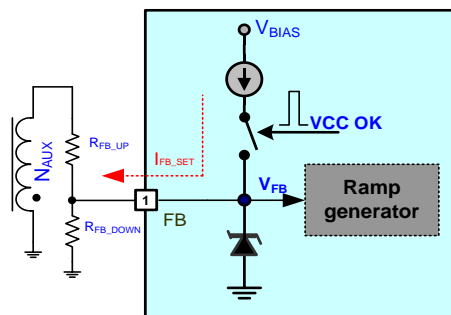 VBIAS
VCC OK
RFB_UP
IFB_SET
NAUX
VFB
Ramp
generator
1
FB
RFB_DOWN